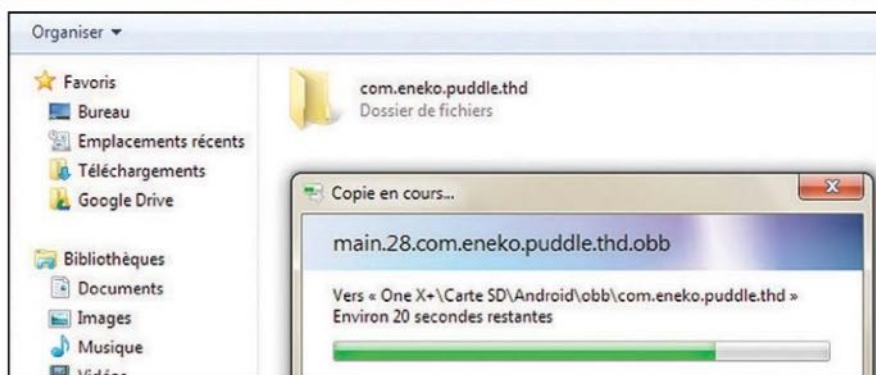 Organiser
Favoris
Bureau
Emplacements récents
Téléchargements
Google Drive
Bibliothèques
Documents
Images
Musique
Vidéos
com.eneko.puddle.thd
Dossier de fichiers
Copie en cours...
main.28.com.eneko.puddle.thd.obb
Vers « One X+\Carte SD\Android\obb\com.eneko.puddle.thd »
Environ 20 secondes restantes